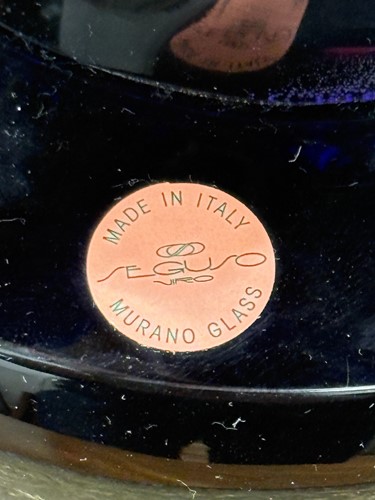 MADE IN ITALY
SEGUSO
VIRO
MURANO GLASS